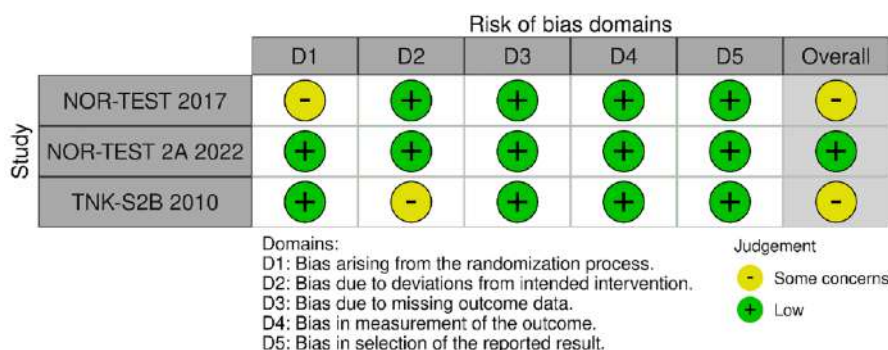 Risk of bias domains
D1 D2 D3 D4 D5 Overall
Study
NOR-TEST 2017 - + + + + -
NOR-TEST 2A 2022 + + + + + +
TNK-S2B 2010 + - + + + -
Domains:
D1: Bias arising from the randomization process.
D2: Bias due to deviations from intended intervention.
D3: Bias due to missing outcome data.
D4: Bias in measurement of the outcome.
D5: Bias in selection of the reported result.
Judgement
- Some concerns
+ Low